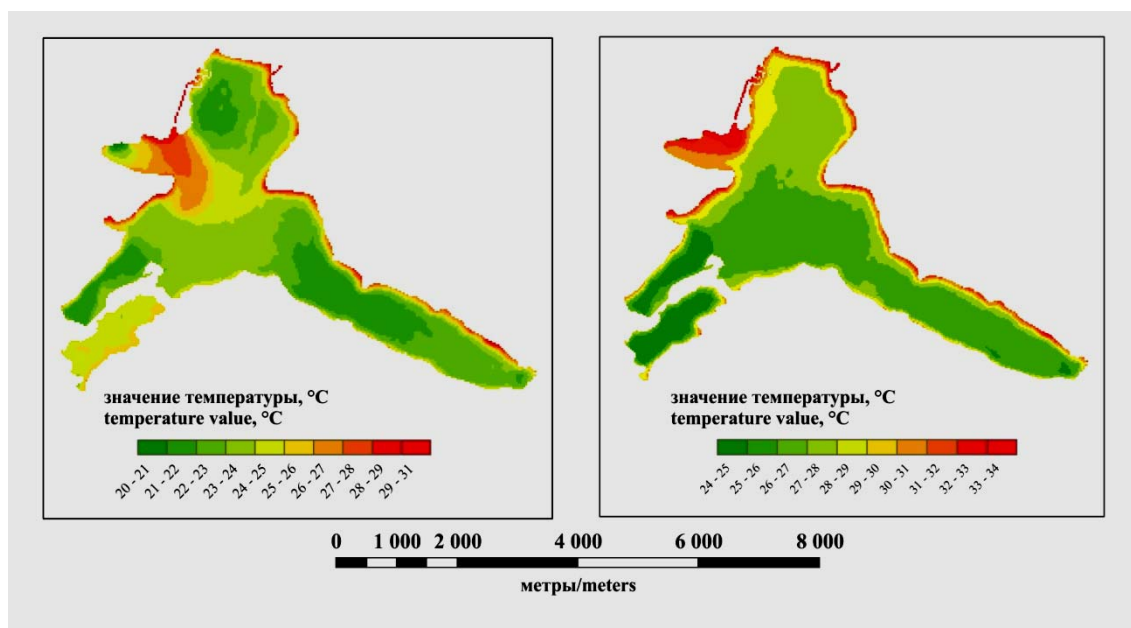 значение температуры, °C
temperature value, °C
20 - 21
21 - 22
22 - 23
23 - 24
24 - 25
25 - 26
26 - 27
27 - 28
28 - 29
29 - 31
значение температуры, °C
temperature value, °C
24 - 25
25 - 26
26 - 27
27 - 28
28 - 29
29 - 30
30 - 31
31 - 32
32 - 33
33 - 34
0 1 000 2 000 4 000 6 000 8 000
метры/meters